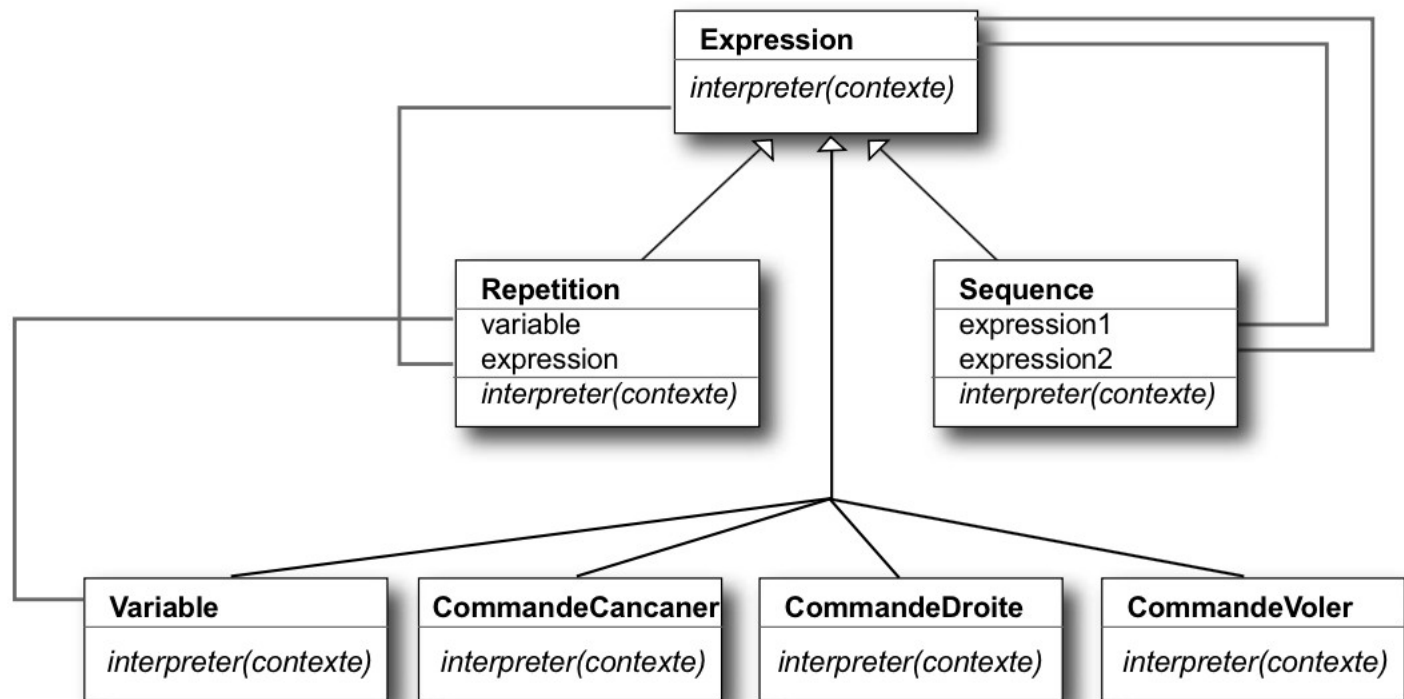 Expression
interpreter(contexte)
Repetition
variable
expression
interpreter(contexte)
Sequence
expression1
expression2
interpreter(contexte)
Variable
interpreter(contexte)
CommandeCancaner
interpreter(contexte)
CommandeDroite
interpreter(contexte)
CommandeVoler
interpreter(contexte)